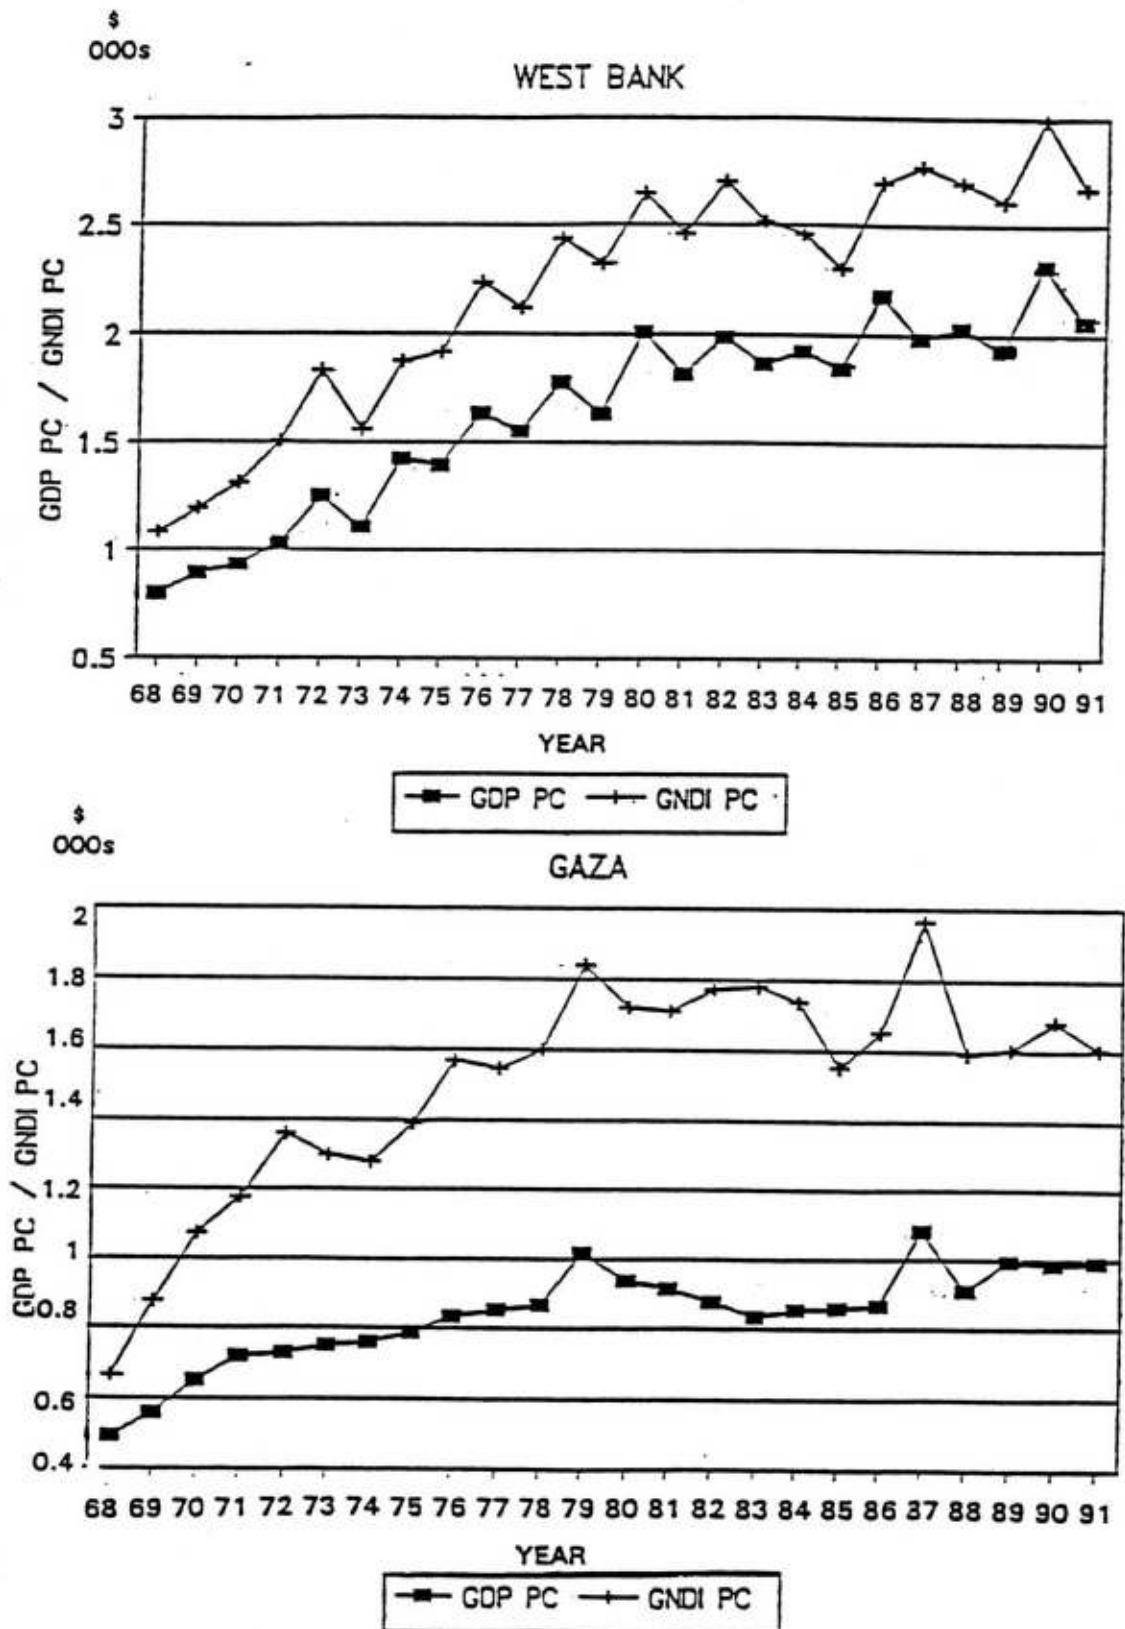 $
000s
WEST BANK
3
2.5
2
1.5
1
0.5
GDP PC / GNDI PC
68 69 70 71 72 73 74 75 76 77 78 79 80 81 82 83 84 85 86 87 88 89 90 91
YEAR
GDP PC GNDI PC
$
000s
GAZA
2
1.8
1.6
1.4
1.2
1
0.8
0.6
0.4
GDP PC / GNDI PC
68 69 70 71 72 73 74 75 76 77 78 79 80 81 82 83 84 85 86 87 88 89 90 91
YEAR
GDP PC GNDI PC